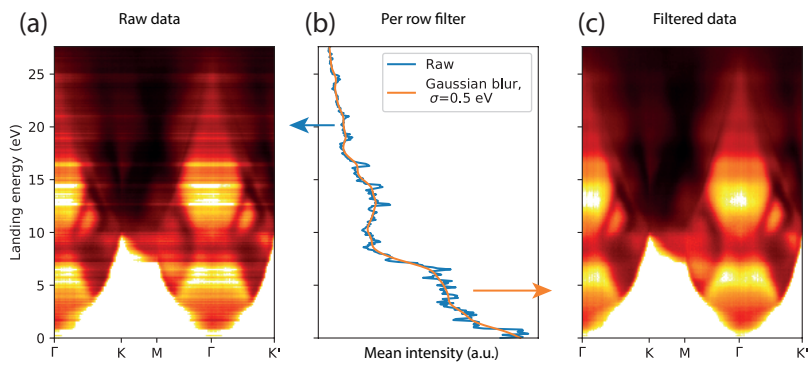 (a) Raw data
(b) Per row filter
(c) Filtered data
Landing energy (eV)
25
20
15
10
5
0
Γ K M Γ K'
Raw
Gaussian blur,
σ=0.5 eV
Mean intensity (a.u.)
Γ K M Γ K'